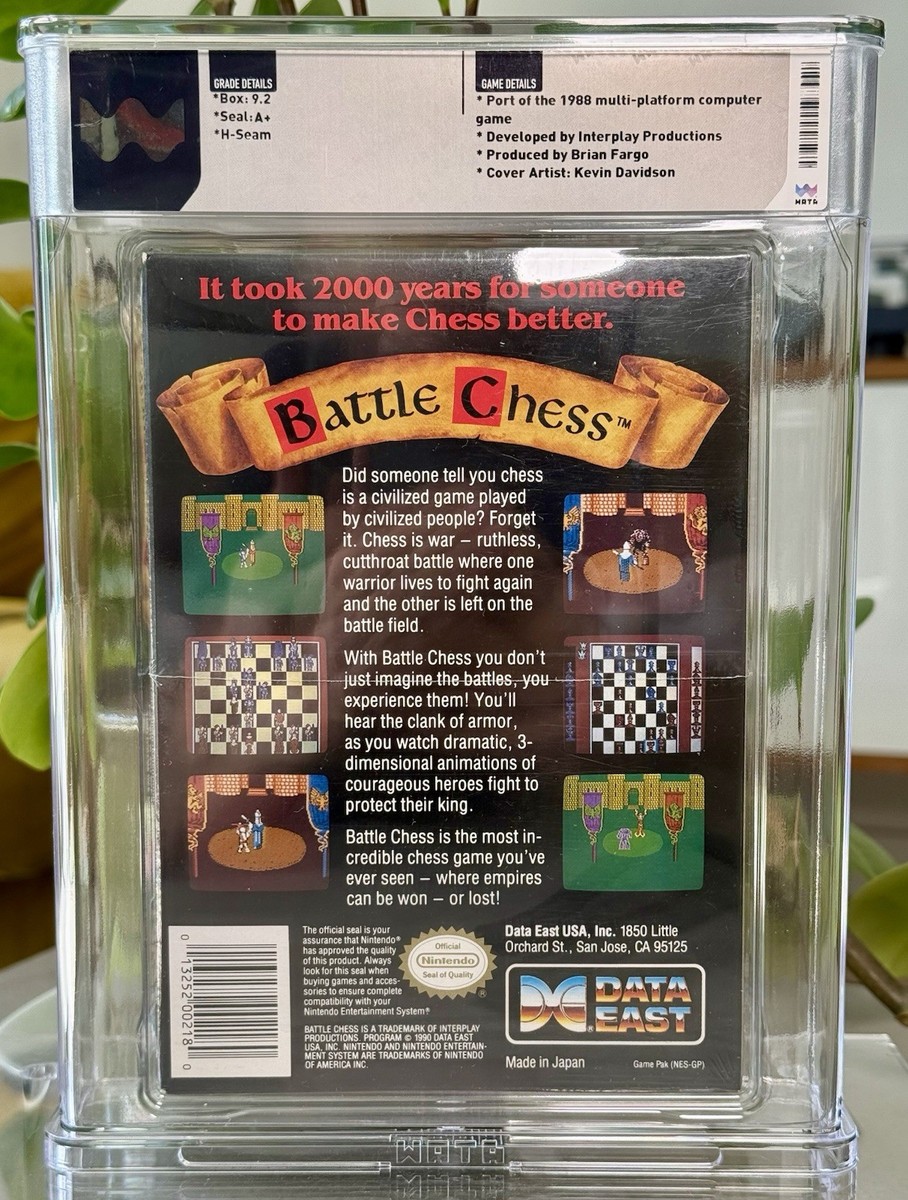 GRADE DETAILS
*Box: 9.2
*Seal: A+
*H-Seam
GAME DETAILS
* Port of the 1988 multi-platform computer
game
* Developed by Interplay Productions
* Produced by Brian Fargo
* Cover Artist: Kevin Davidson
WATA
It took 2000 years for someone
to make Chess better.
Battle Chess™
Did someone tell you chess
is a civilized game played
by civilized people? Forget
it. Chess is war – ruthless,
cutthroat battle where one
warrior lives to fight again
and the other is left on the
battle field.
With Battle Chess you don't
just imagine the battles, you
experience them! You'll
hear the clank of armor,
as you watch dramatic, 3-
dimensional animations of
courageous heroes fight to
protect their king.
Battle Chess is the most in-
credible chess game you've
ever seen – where empires
can be won – or lost!
0 13252 00218 0
The official seal is your
assurance that Nintendo®
has approved the quality
of this product. Always
look for this seal when
buying games and acces-
sories to ensure complete
compatibility with your
Nintendo Entertainment System®
BATTLE CHESS IS A TRADEMARK OF INTERPLAY
PRODUCTIONS. PROGRAM © 1990 DATA EAST
USA, INC. NINTENDO AND NINTENDO ENTERTAIN-
MENT SYSTEM ARE TRADEMARKS OF NINTENDO
OF AMERICA INC.
Official
Nintendo
Seal of Quality
®
Data East USA, Inc. 1850 Little
Orchard St., San Jose, CA 95125
DATA
EAST
®
Made in Japan
Game Pak (NES-GP)
WATA